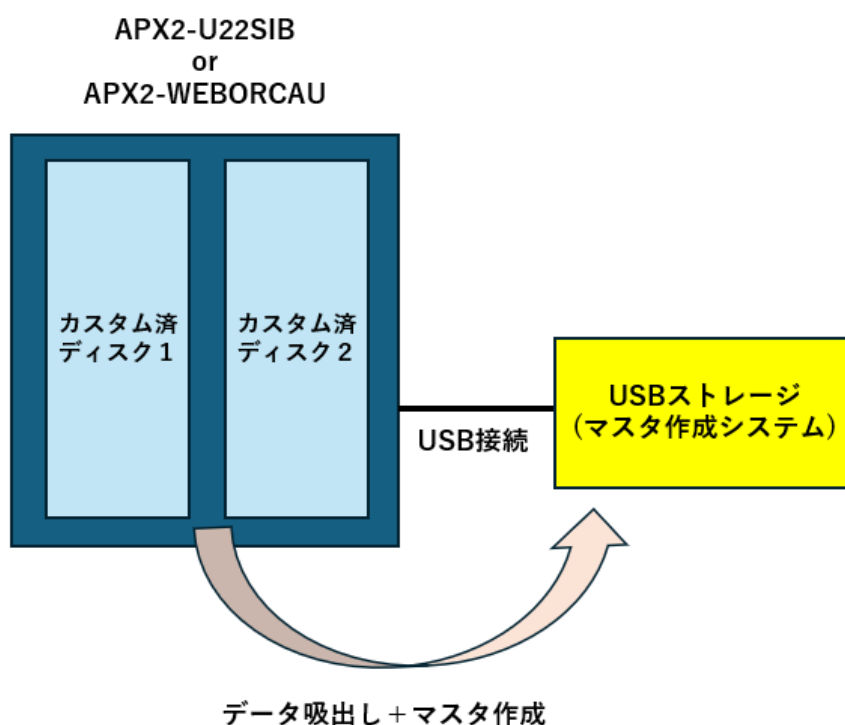 APX2-U22SIB
or
APX2-WEBORCAU
カスタム済
ディスク１
カスタム済
ディスク２
USB接続
USBストレージ
(マスタ作成システム)
データ吸出し＋マスタ作成